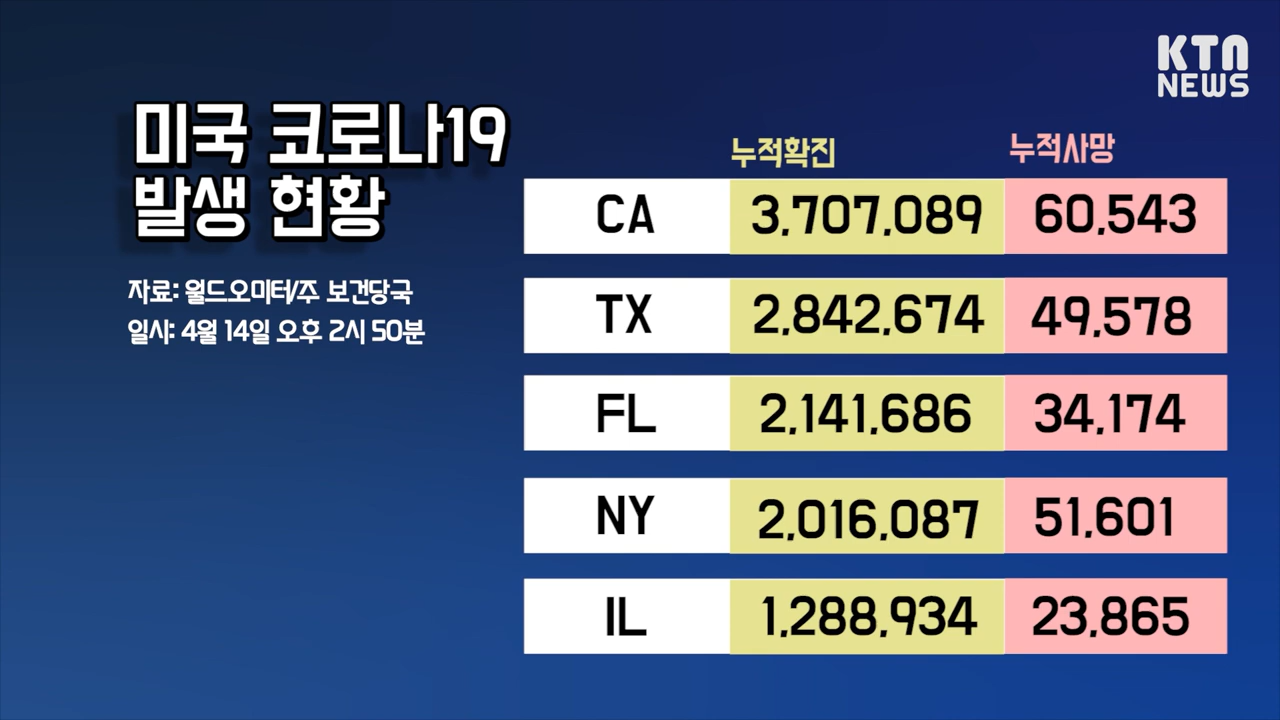 KTN
NEWS
미국 코로나19
발생 현황
자료: 월드오미터/주 보건당국
일시: 4월 14일 오후 2시 50분
누적확진 누적사망
CA 3,707,089 60,543
TX 2,842,674 49,578
FL 2,141,686 34,174
NY 2,016,087 51,601
IL 1,288,934 23,865